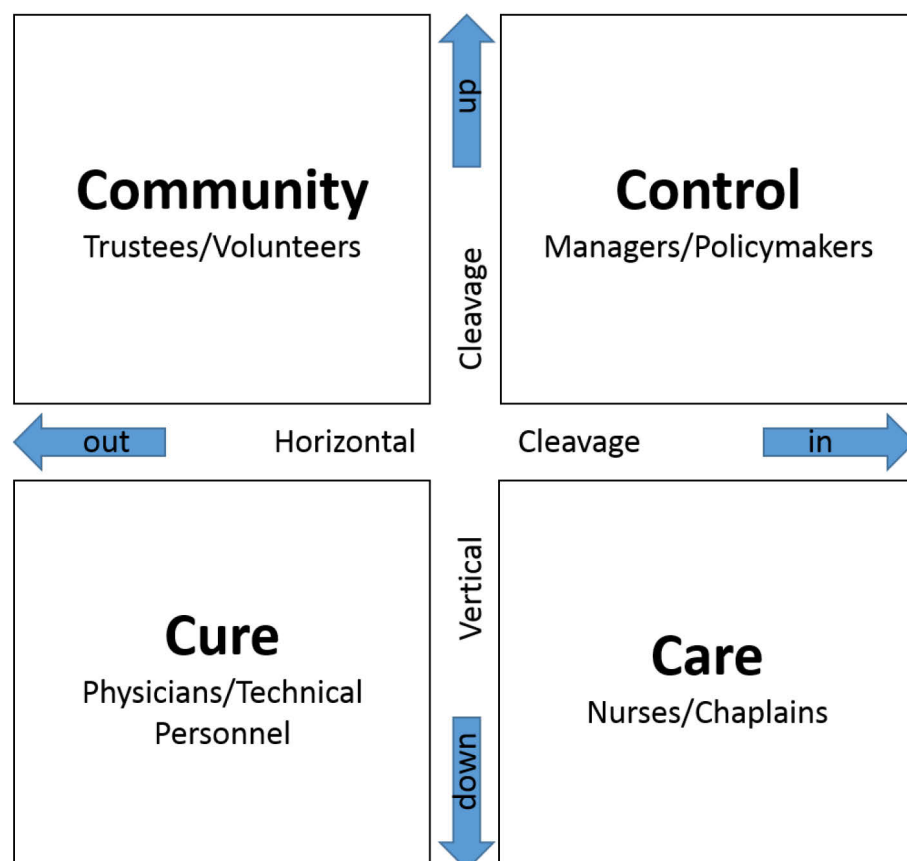 up
Community
Trustees/Volunteers
Control
Managers/Policymakers
Cleavage
out
Horizontal
Cleavage
in
Vertical
Cure
Physicians/Technical
Personnel
Care
Nurses/Chaplains
down